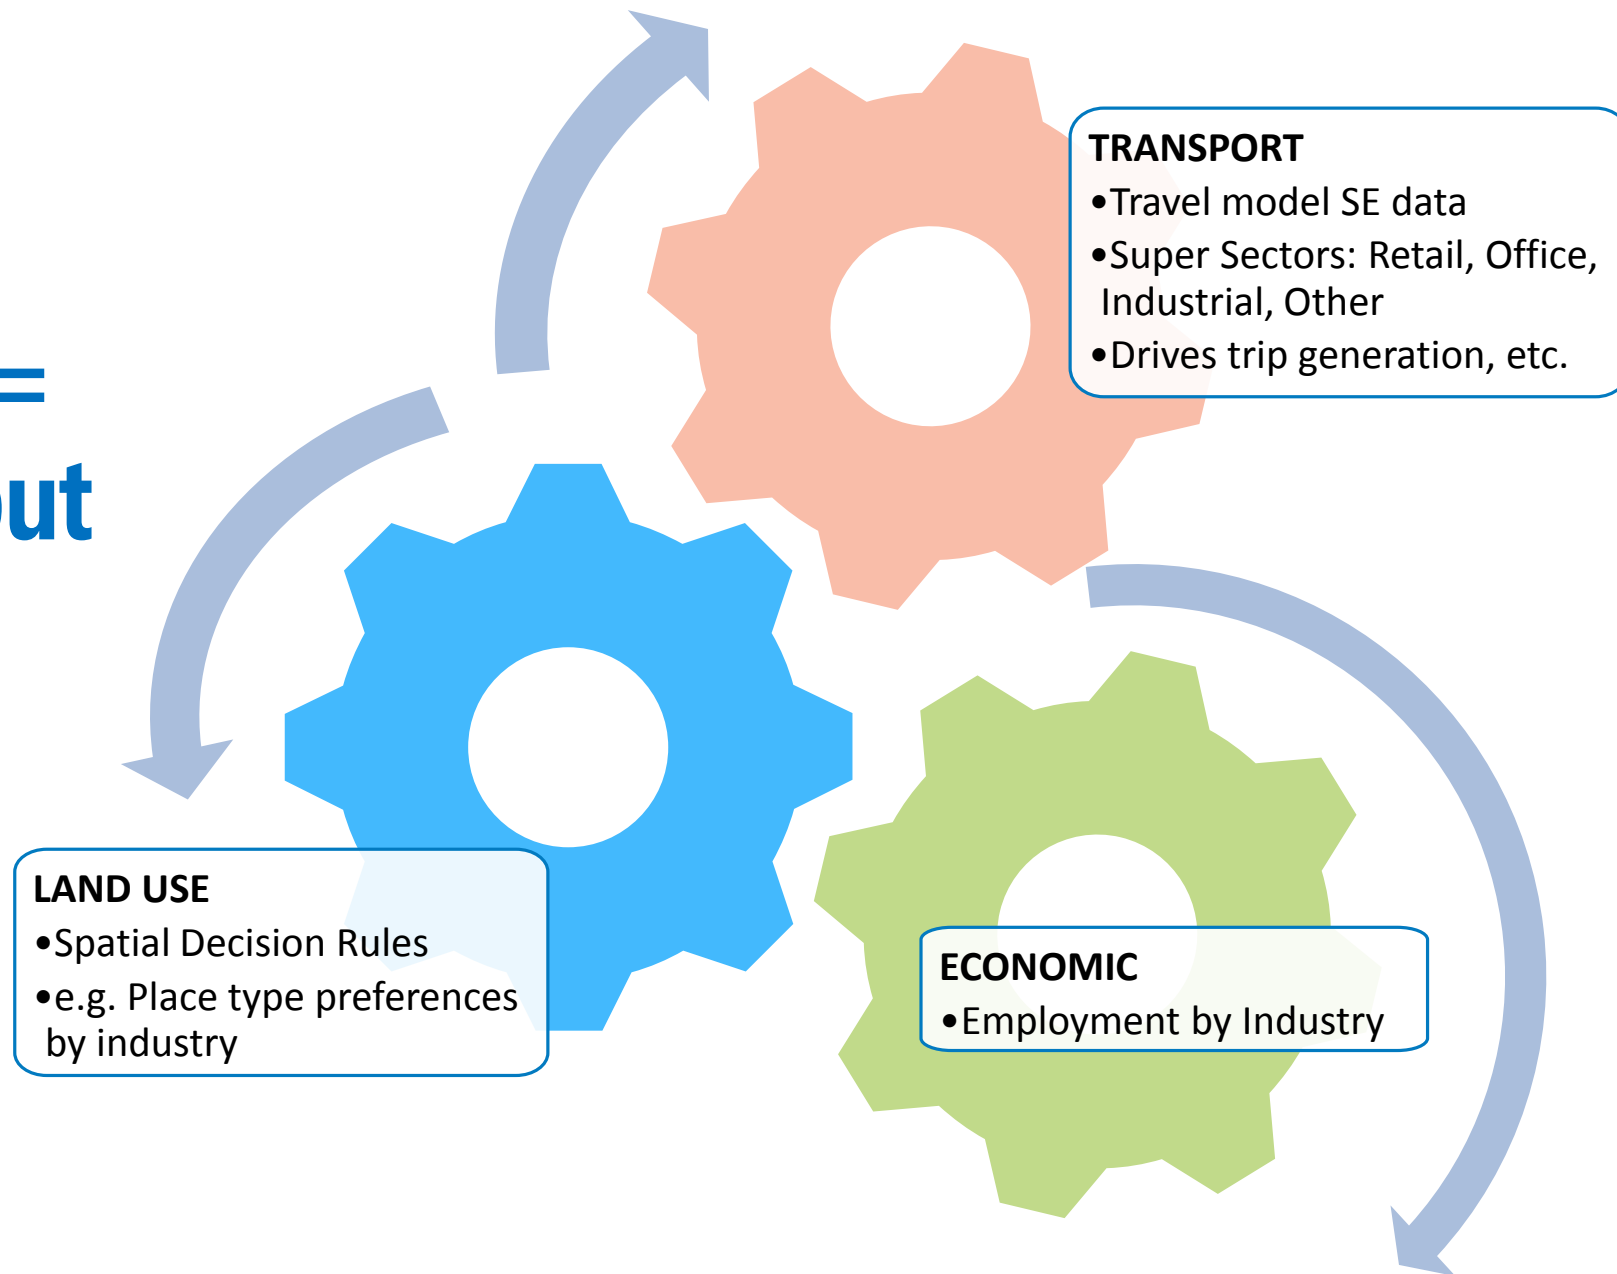 =
TRANSPORT
•Travel model SE data
•Super Sectors: Retail, Office,
Industrial, Other
•Drives trip generation, etc.
LAND USE
•Spatial Decision Rules
•e.g. Place type preferences
by industry
ECONOMIC
•Employment by Industry